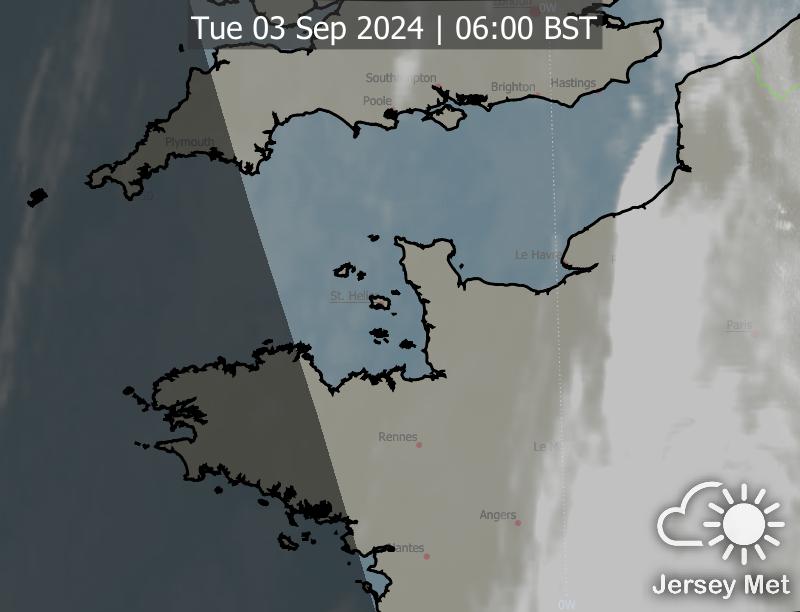 London
0W
Tue 03 Sep 2024 | 06:00 BST
Southampton
Brighton
Hastings
Poole
Plymouth
Le Havre
St. Helier
Paris
Rennes
Le M
Angers
Nantes
Jersey Met
0W